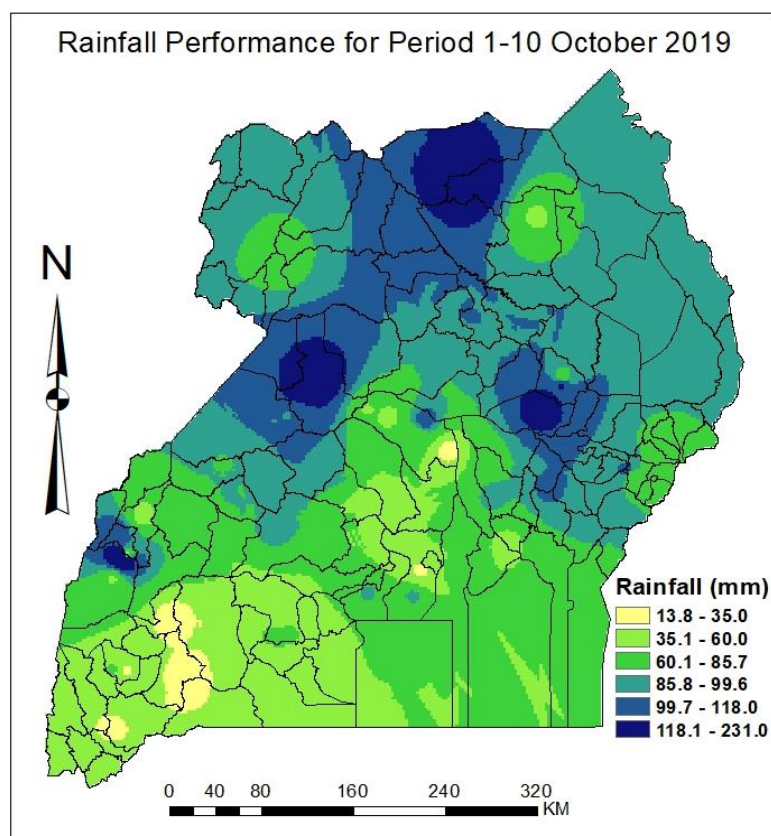 Rainfall Performance for Period 1-10 October 2019
N
Rainfall (mm)
13.8 - 35.0
35.1 - 60.0
60.1 - 85.7
85.8 - 99.6
99.7 - 118.0
118.1 - 231.0
0 40 80 160 240 320
KM